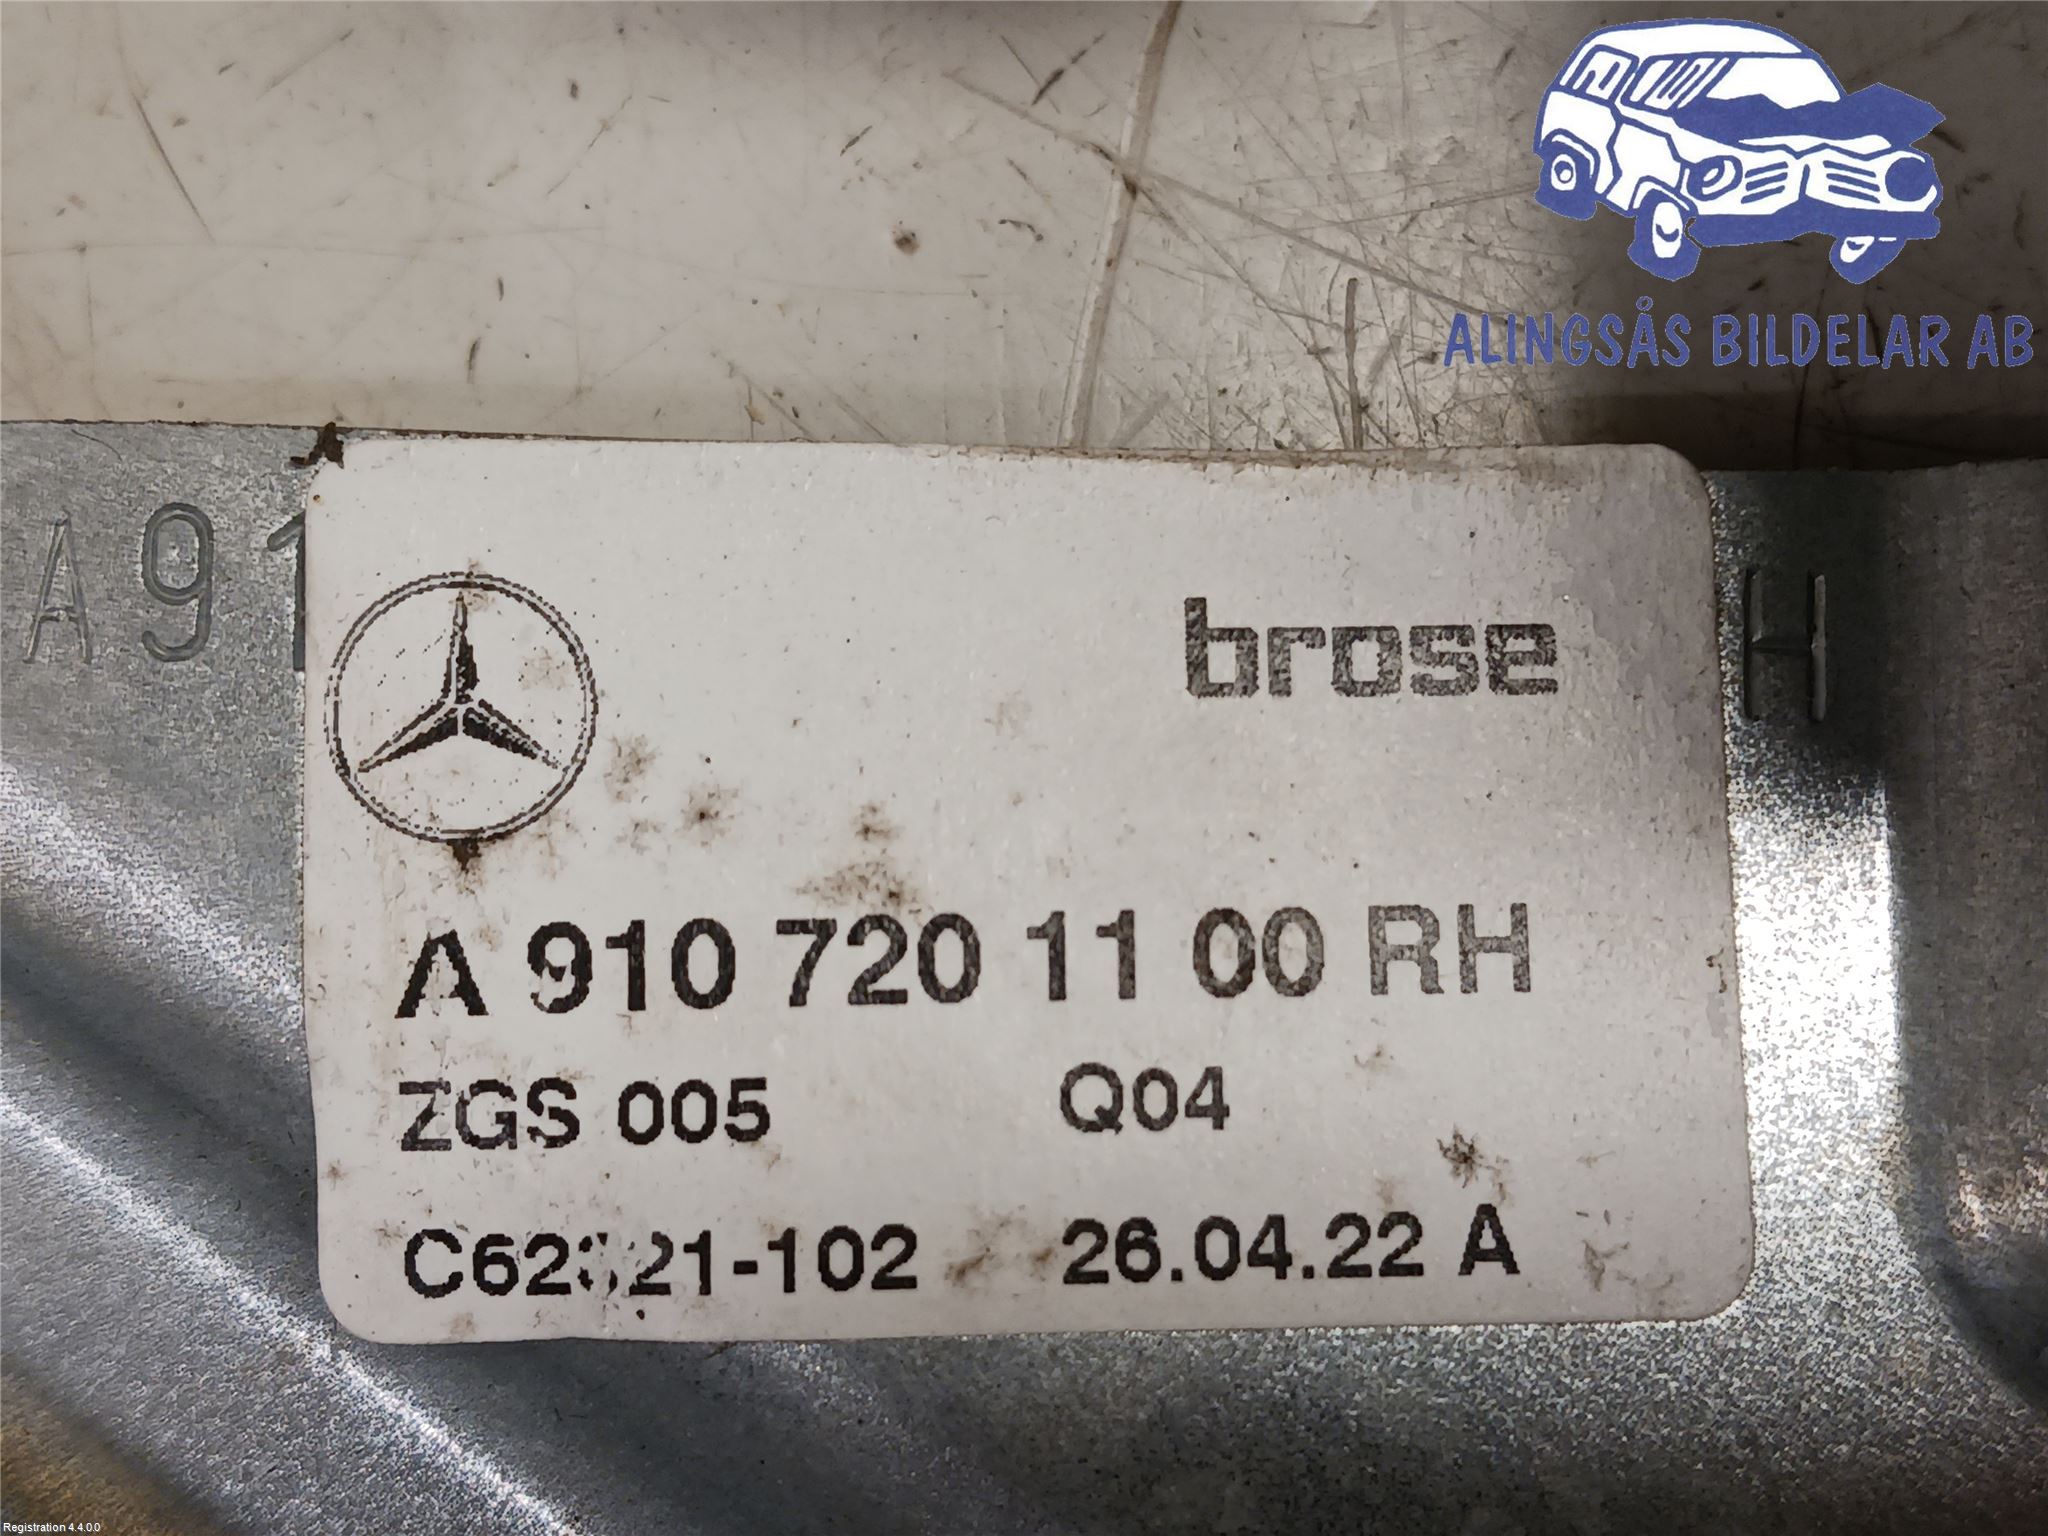 ALINGSÅS BILDELAR AB
A91
H
brose
A 910 720 11 00 RH
ZGS 005 Q04
26.04.22 A
Registration 4.4.0.0